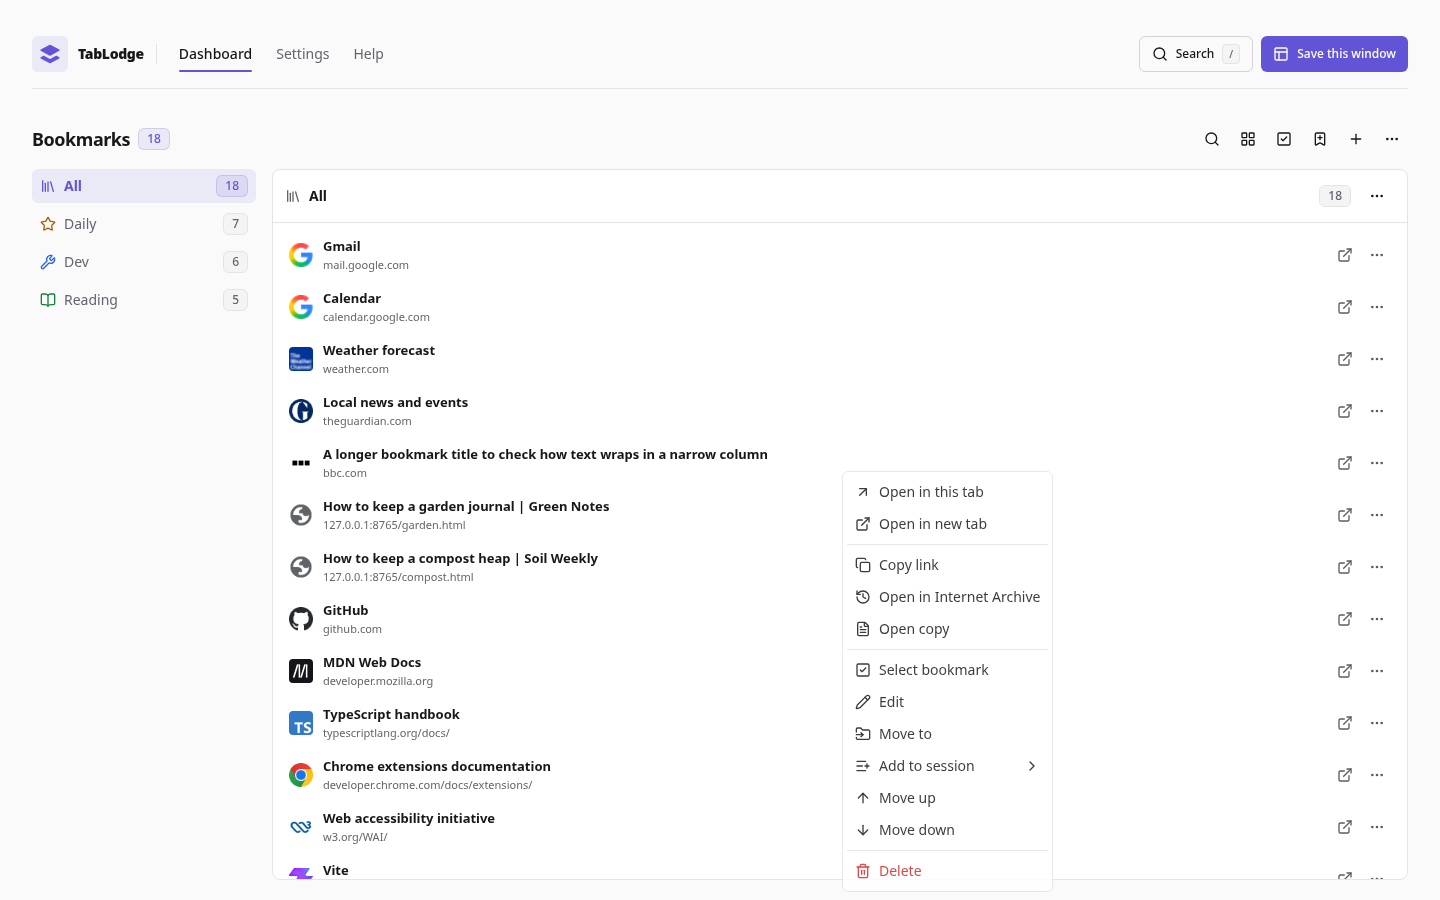 TabLodge
Dashboard
Settings
Help
Search /
Save this window
Bookmarks 18
All 18
Daily 7
Dev 6
Reading 5
All 18
Gmail
mail.google.com
Calendar
calendar.google.com
The
Weather
Channel
Weather forecast
weather.com
Local news and events
theguardian.com
A longer bookmark title to check how text wraps in a narrow column
bbc.com
How to keep a garden journal | Green Notes
127.0.0.1:8765/garden.html
How to keep a compost heap | Soil Weekly
127.0.0.1:8765/compost.html
GitHub
github.com
MDN Web Docs
developer.mozilla.org
TS
TypeScript handbook
typescriptlang.org/docs/
Chrome extensions documentation
developer.chrome.com/docs/extensions/
Web accessibility initiative
w3.org/WAI/
Vite
Open in this tab
Open in new tab
Copy link
Open in Internet Archive
Open copy
Select bookmark
Edit
Move to
Add to session
Move up
Move down
Delete